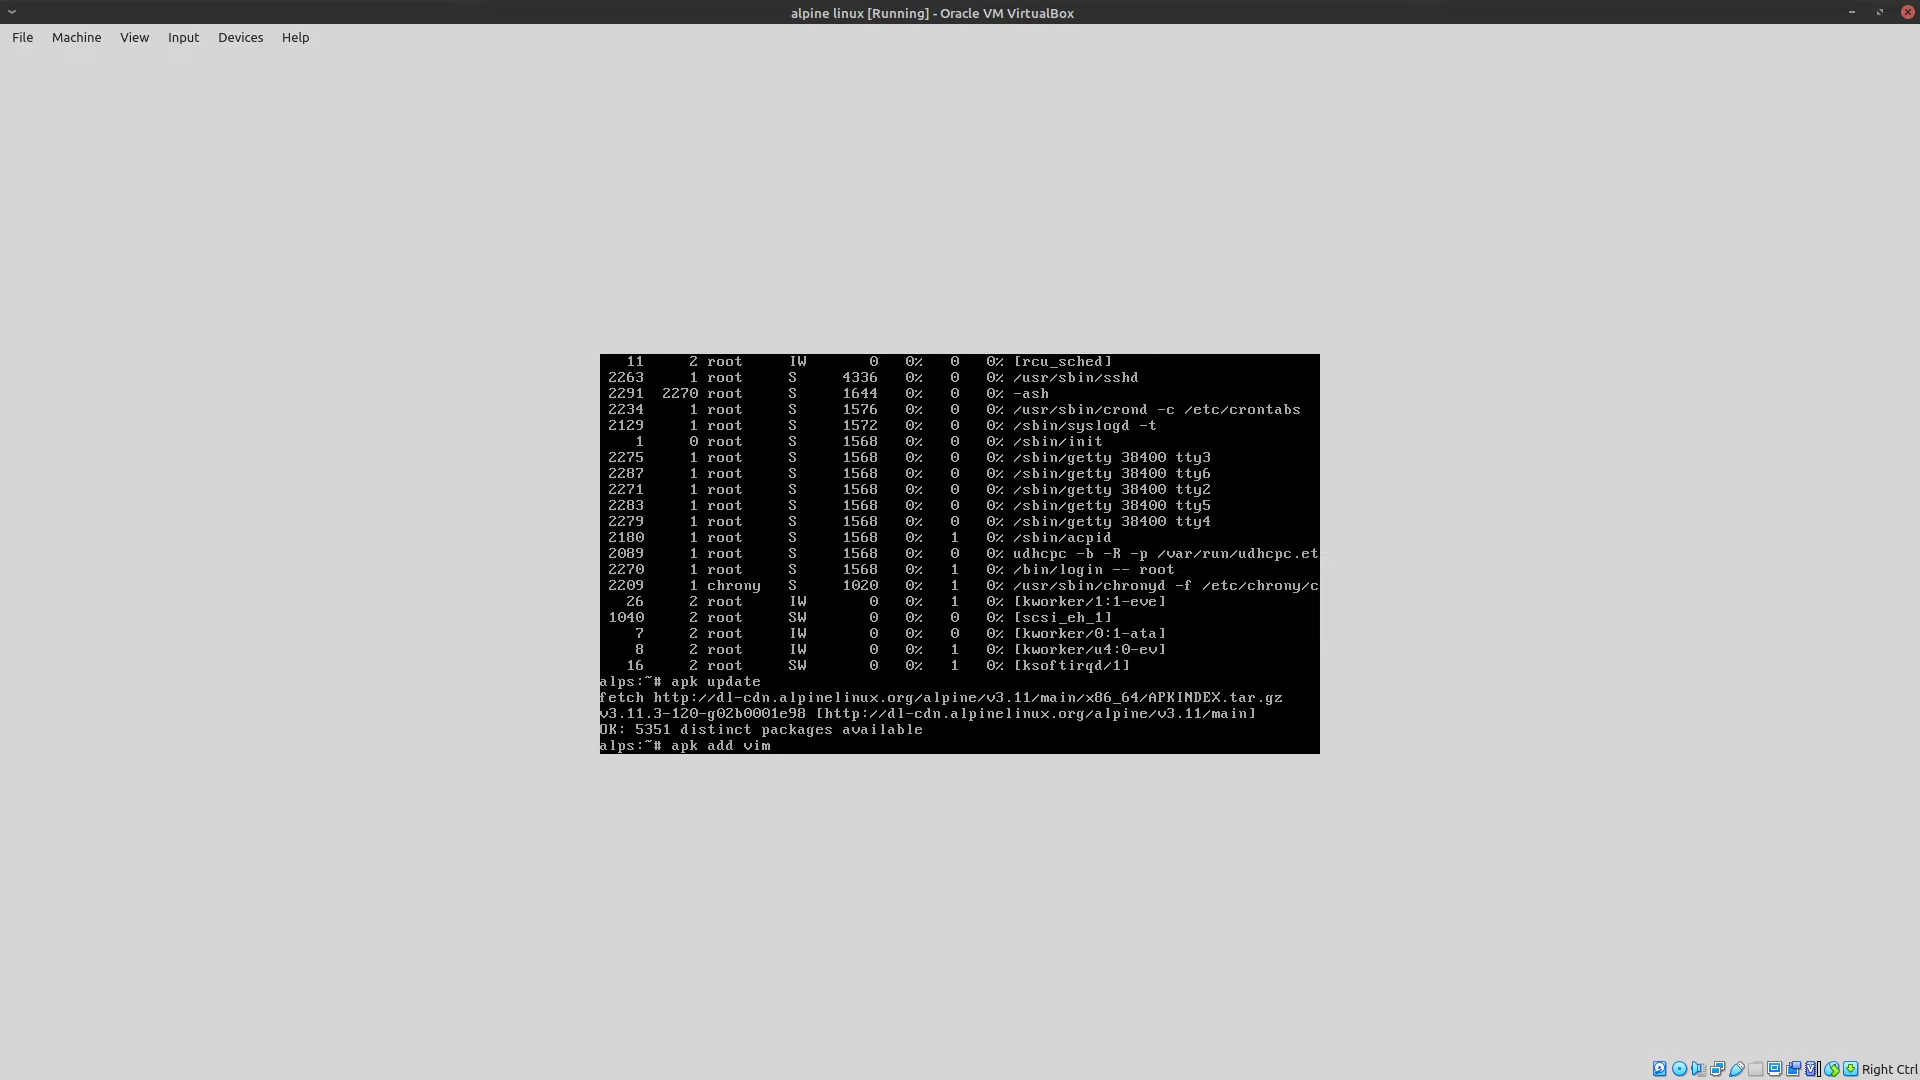 alpine linux [Running] - Oracle VM VirtualBox
File Machine View Input Devices Help
11 2 root IW 0 0% 0 0% [rcu_sched]
2263 1 root S 4336 0% 0 0% /usr/sbin/sshd
2291 2270 root S 1644 0% 0 0% -ash
2234 1 root S 1576 0% 0 0% /usr/sbin/crond -c /etc/crontabs
2129 1 root S 1572 0% 0 0% /sbin/syslogd -t
1 0 root S 1568 0% 0 0% /sbin/init
2275 1 root S 1568 0% 0 0% /sbin/getty 38400 tty3
2287 1 root S 1568 0% 0 0% /sbin/getty 38400 tty6
2271 1 root S 1568 0% 0 0% /sbin/getty 38400 tty2
2283 1 root S 1568 0% 0 0% /sbin/getty 38400 tty5
2279 1 root S 1568 0% 0 0% /sbin/getty 38400 tty4
2180 1 root S 1568 0% 1 0% /sbin/acpid
2089 1 root S 1568 0% 0 0% udhcpc -b -R -p /var/run/udhcpc.et
2270 1 root S 1568 0% 1 0% /bin/login -- root
2209 1 chrony S 1020 0% 1 0% /usr/sbin/chronyd -f /etc/chrony/c
26 2 root IW 0 0% 1 0% [kworker/1:1-eve]
1040 2 root SW 0 0% 0 0% [scsi_eh_1]
7 2 root IW 0 0% 0 0% [kworker/0:1-ata]
8 2 root IW 0 0% 1 0% [kworker/u4:0-ev]
16 2 root SW 0 0% 1 0% [ksoftirqd/1]
alps:~# apk update
fetch http://dl-cdn.alpinelinux.org/alpine/v3.11/main/x86_64/APKINDEX.tar.gz
v3.11.3-120-g02b0001e98 [http://dl-cdn.alpinelinux.org/alpine/v3.11/main]
OK: 5351 distinct packages available
alps:~# apk add vim
Right Ctrl